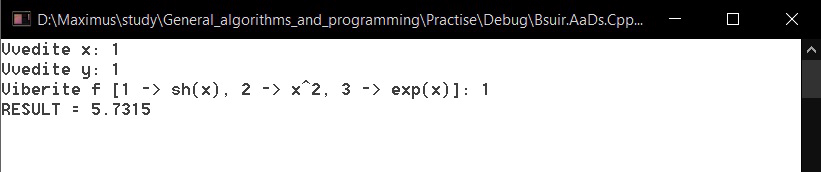 D:\Maximus\study\General_algorithms_and_programming\Practise\Debug\Bsuir.AaDs.Cpp...
Vvedite x: 1
Vvedite y: 1
Viberite f [1 -> sh(x), 2 -> x^2, 3 -> exp(x)]: 1
RESULT = 5.7315